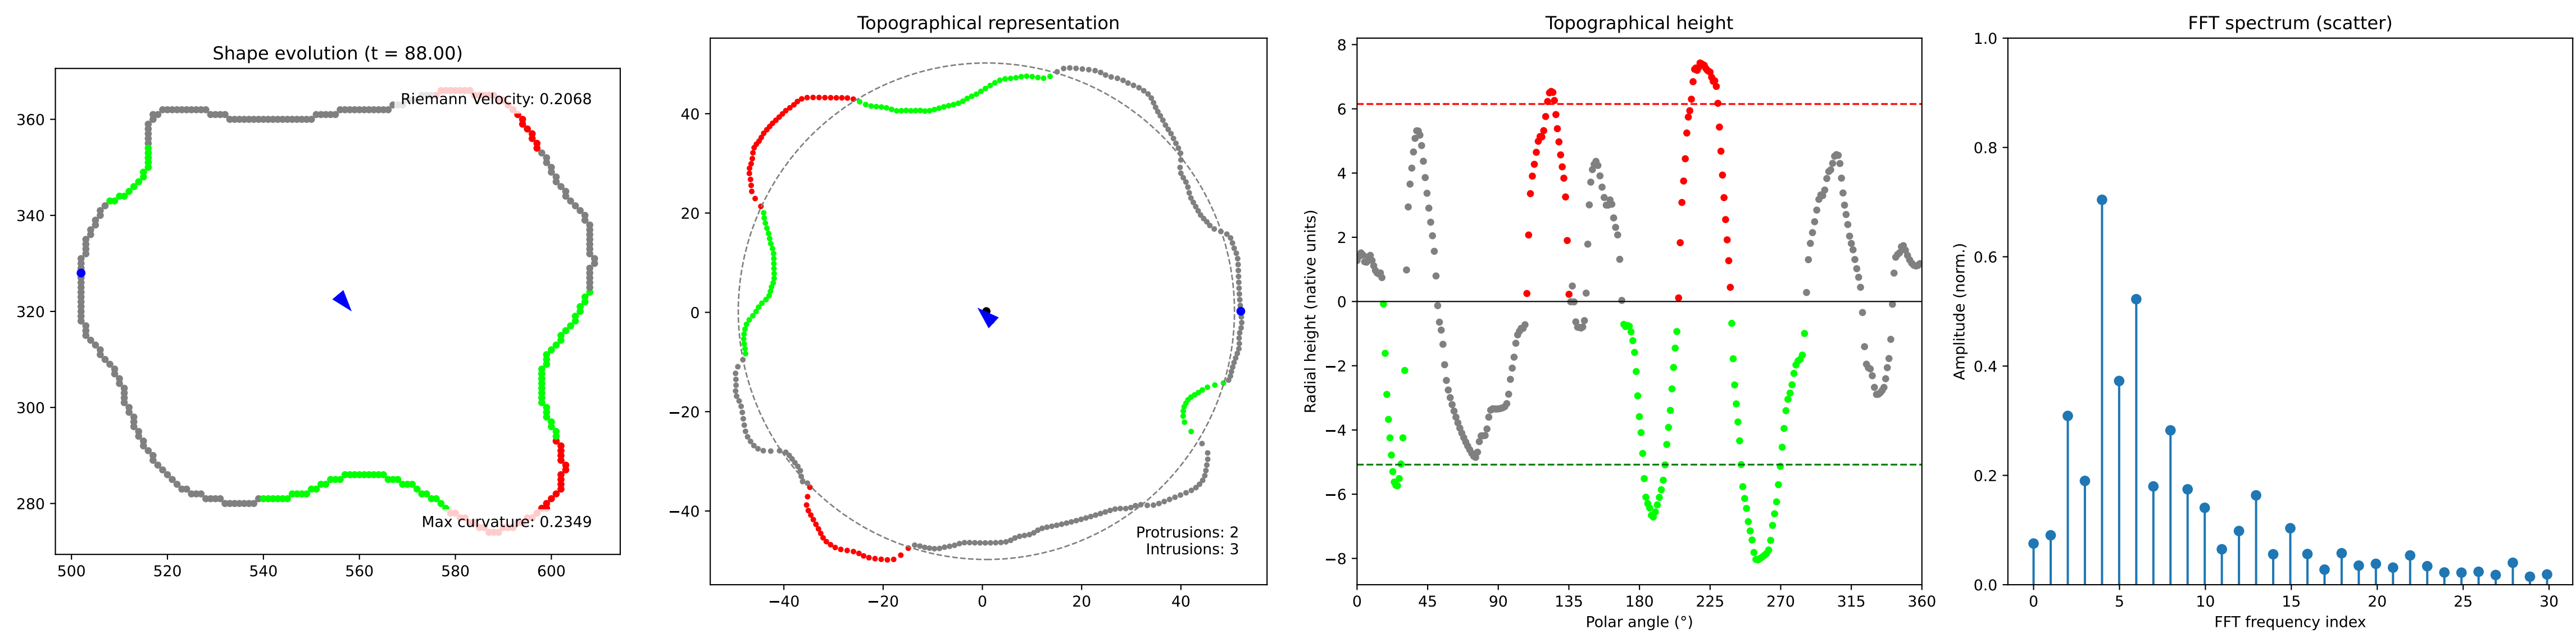 Shape evolution (t = 88.00)
Riemann Velocity: 0.2068
Max curvature: 0.2349
360
340
320
300
280
500 520 540 560 580 600
Topographical representation
Protrusions: 2
Intrusions: 3
40
20
0
−20
−40
−40 −20 0 20 40
Topographical height
Radial height (native units)
8
6
4
2
0
−2
−4
−6
−8
0 45 90 135 180 225 270 315 360
Polar angle (°)
FFT spectrum (scatter)
Amplitude (norm.)
1.0
0.8
0.6
0.4
0.2
0.0
0 5 10 15 20 25 30
FFT frequency index